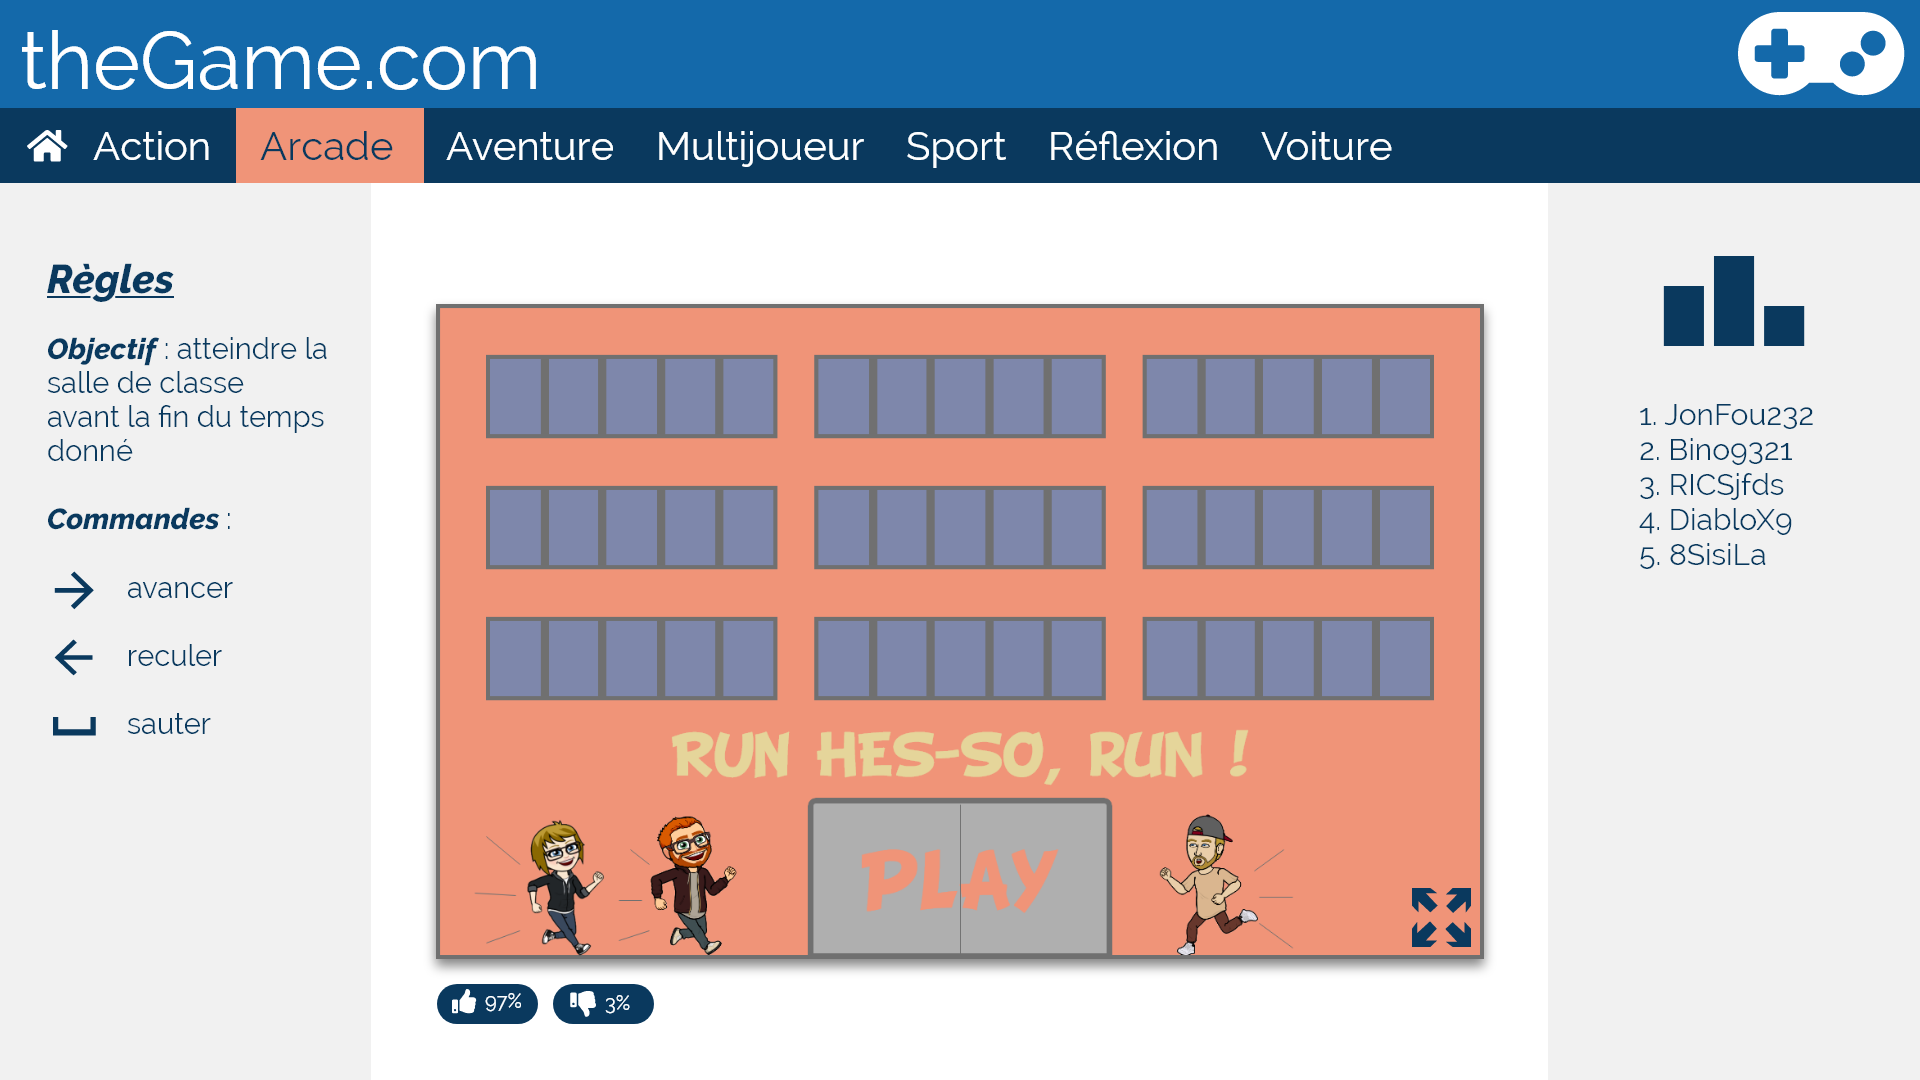 theGame.com
Action Arcade Aventure Multijoueur Sport Réflexion Voiture
Règles
Objectif : atteindre la
salle de classe
avant la fin du temps
donné
Commandes :
avancer
reculer
sauter
RUN HES-SO, RUN !
PLAY
97% 3%
1. JonFou232
2. Bino9321
3. RICSjfds
4. DiabloX9
5. 8SisiLa